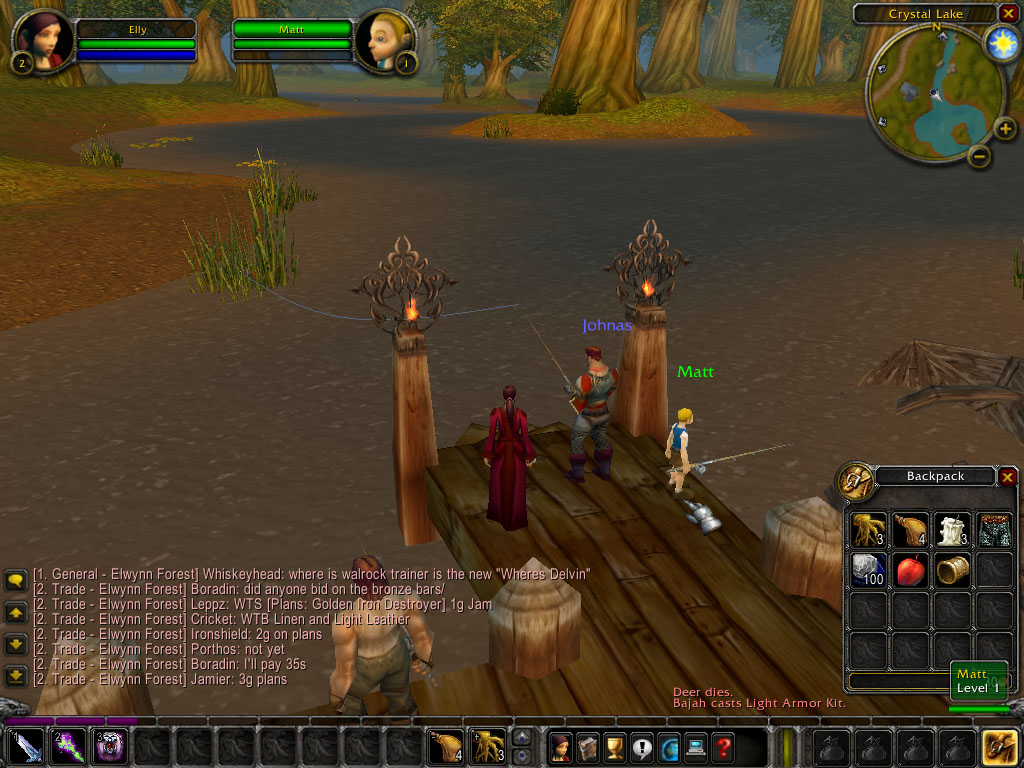 Elly
2
Matt
1
Crystal Lake
N
Johnas
Matt
Backpack
3
4
3
100
[1. General - Elwynn Forest] Whiskeyhead: where is walrock trainer is the new "Wheres Delvin"
[2. Trade - Elwynn Forest] Boradin: did anyone bid on the bronze bars/
[2. Trade - Elwynn Forest] Leppz: WTS [Plans: Golden Iron Destroyer] 1g Jam
[2. Trade - Elwynn Forest] Cricket: WTB Linen and Light Leather
[2. Trade - Elwynn Forest] Ironshield: 2g on plans
[2. Trade - Elwynn Forest] Porthos: not yet
[2. Trade - Elwynn Forest] Boradin: I'll pay 35s
[2. Trade - Elwynn Forest] Jamier: 3g plans
Deer dies.
Bajah casts Light Armor Kit.
Matt
Level 1
1
2
3
4
3